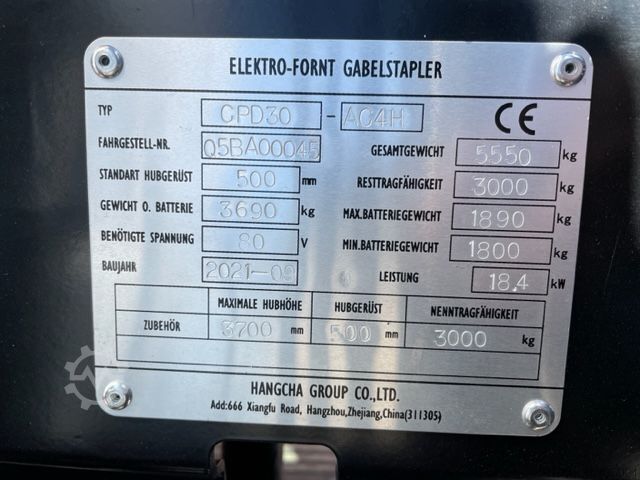 ELEKTRO-FORNT GABELSTAPLER
TYP CPD30 - AC4H CE
FAHRGESTELL-NR. Q5BA00045
GESAMTGEWICHT 5550 kg
STANDART HUBGERÜST 500 mm
RESTTRAGFÄHIGKEIT 3000 kg
GEWICHT O. BATTERIE 3690 kg
MAX.BATTERIEGEWICHT 1890 kg
BENÖTIGTE SPANNUNG 80 V
MIN.BATTERIEGEWICHT 1800 kg
BAUJAHR 2021-09
LEISTUNG 18.4 kW
MAXIMALE HUBHÖHE HUBGERÜST NENNTRAGFÄHIGKEIT
ZUBEHÖR 3700 mm 500 mm 3000 kg
HANGCHA GROUP CO.,LTD.
Add:666 Xiangfu Road, Hangzhou,Zhejiang,China(311305)